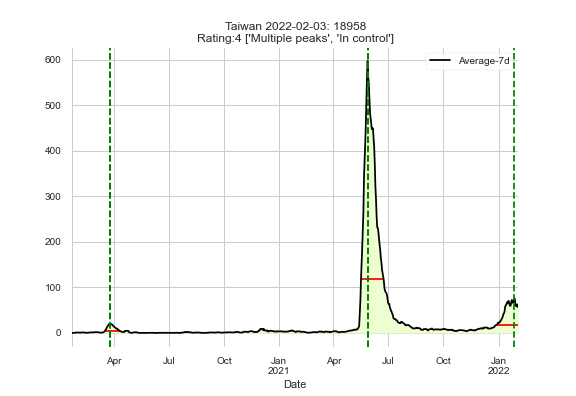 Taiwan 2022-02-03: 18958
Rating:4 ['Multiple peaks', 'In control']
Average-7d
600
500
400
300
200
100
0
Apr Jul Oct Jan Apr Jul Oct Jan
2021 2022
Date